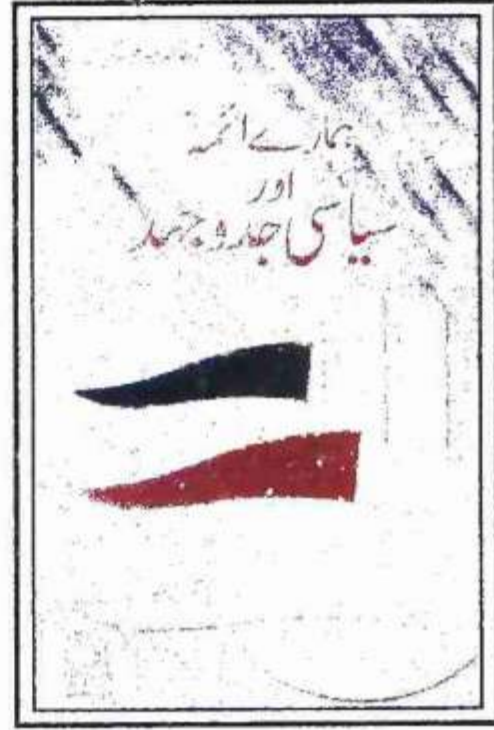 ہمارے ائمہ
اور
سیاسی جدوجہد